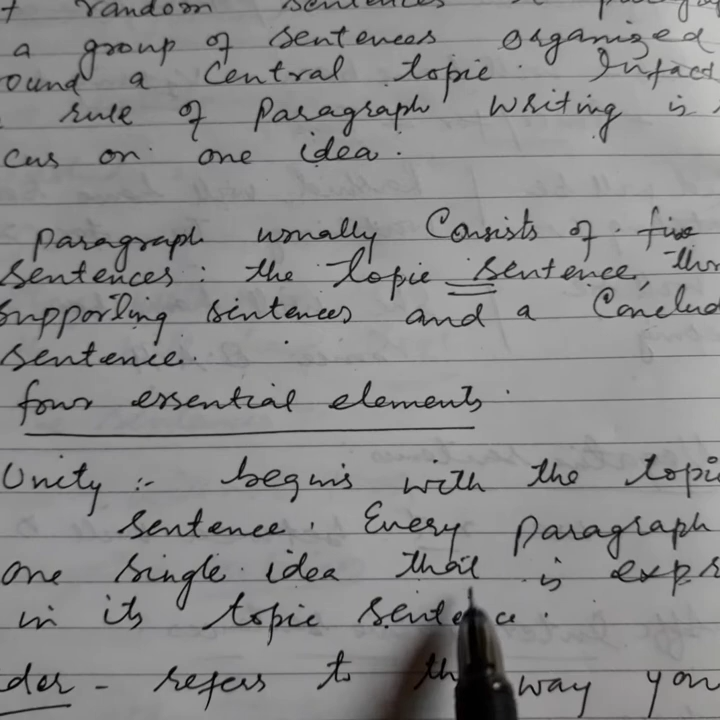 random sentences
a group of sentences organized
ound a Central topic. Infact
rule of Paragraph writing is
cus on one idea.
paragraph usually Consists of five
sentences: the topic sentence,
Supporting sentences and a Conclud
sentence.
four essential elements.
Unity :- begins with the topic
sentence. Every paragraph
one single idea that is expr
in its topic sentence.
der - refers to the way you